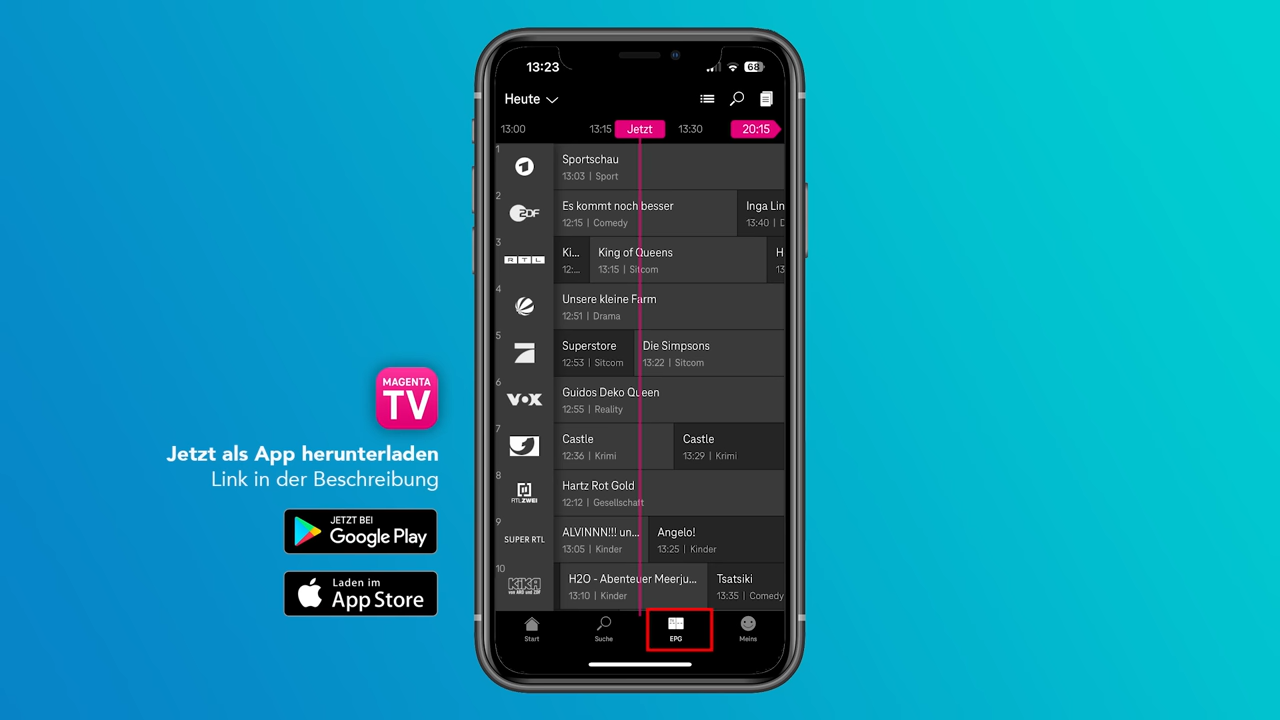 13:23
68
Heute
13:00 13:15 Jetzt 13:30 20:15
1
Sportschau
13:03 | Sport
2
ZDF
Es kommt noch besser
12:15 | Comedy
Inga Lin
13:40 | D
3
RTL
Ki...
12:...
King of Queens
13:15 | Sitcom
H
13
4
Unsere kleine Farm
12:51 | Drama
5
Superstore
12:53 | Sitcom
Die Simpsons
13:22 | Sitcom
6
VOX
Guidos Deko Queen
12:55 | Reality
7
Castle
12:36 | Krimi
Castle
13:29 | Krimi
8
RTLZWEI
Hartz Rot Gold
12:12 | Gesellschaft
9
SUPER RTL
ALVINNN!!! un...
13:05 | Kinder
Angelo!
13:25 | Kinder
10
KiKA
von ARD und ZDF
H2O - Abenteuer Meerju...
13:10 | Kinder
Tsatsiki
13:35 | Comedy
Start
Suche
EPG
Meins
MAGENTA
TV
Jetzt als App herunterladen
Link in der Beschreibung
JETZT BEI
Google Play
Laden im
App Store